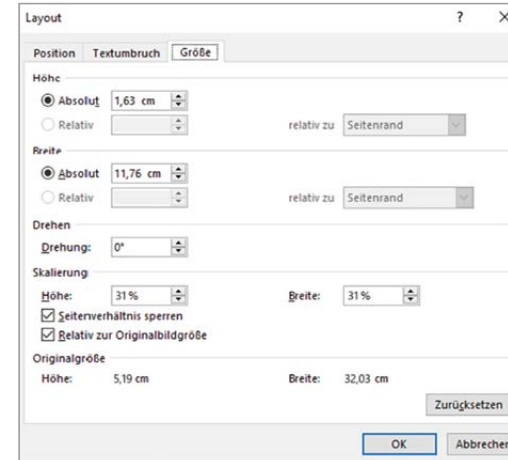 Layout ? X
Position Textumbruch Größe
Höhe
Absolut 1,63 cm
Relativ relativ zu Seitenrand
Breite
Absolut 11,76 cm
Relativ relativ zu Seitenrand
Drehen
Drehung: 0°
Skalierung
Höhe: 31% Breite: 31%
Seitenverhältnis sperren
Relativ zur Originalbildgröße
Originalgröße
Höhe: 5,19 cm Breite: 32,03 cm
Zurücksetzen
OK Abbrechen